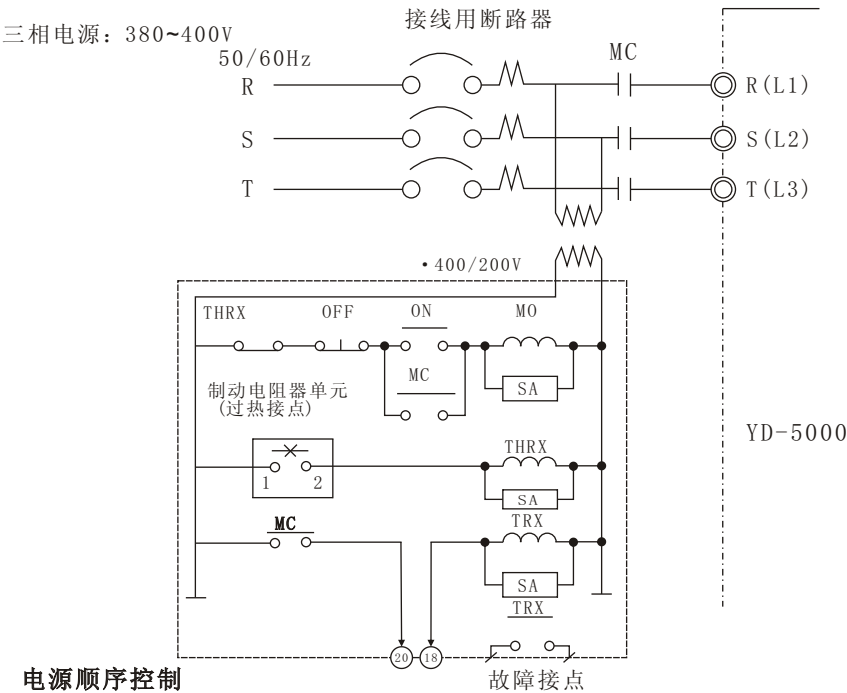 接线用断路器
三相电源: 380~400V
50/60Hz
MC
R
R(L1)
S
S(L2)
T
T(L3)
•400/200V
THRX
OFF
ON
MO
MC
SA
制动电阻器单元
(过热接点)
YD-5000
THRX
1
2
SA
MC
TRX
SA
TRX
20
18
电源顺序控制
故障接点